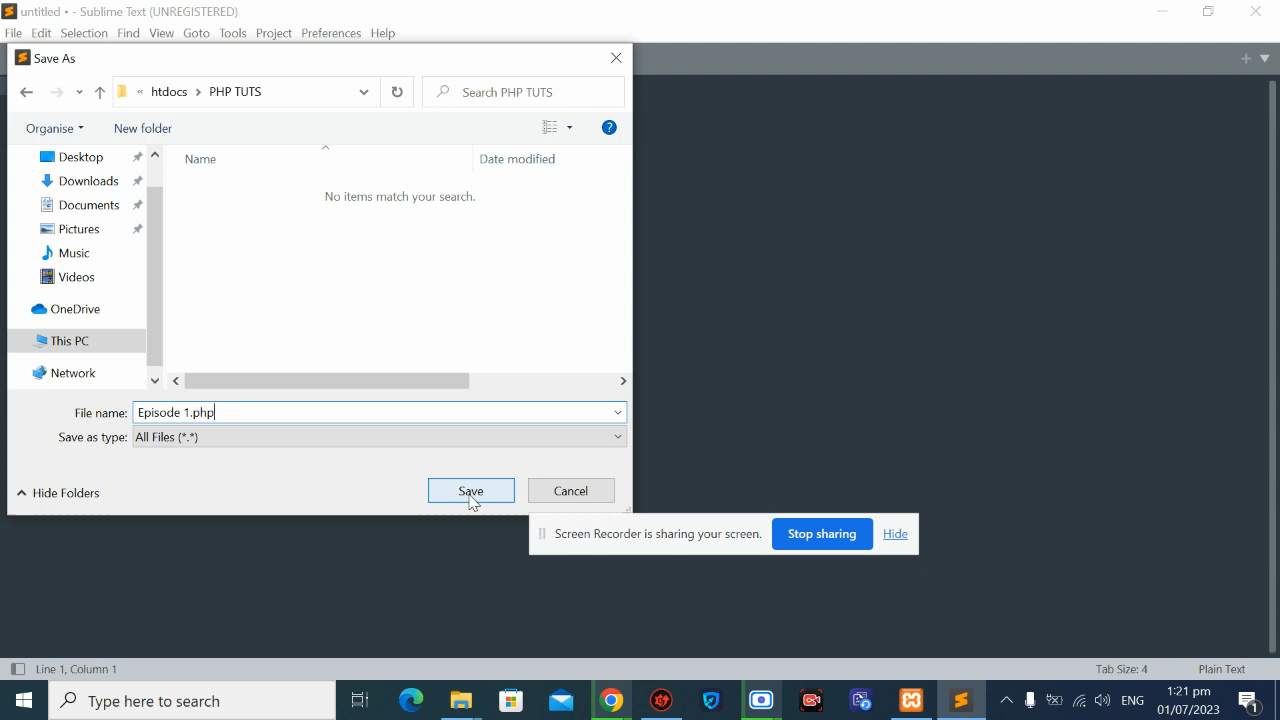 untitled • - Sublime Text (UNREGISTERED)
File Edit Selection Find View Goto Tools Project Preferences Help
Save As
« htdocs › PHP TUTS
Search PHP TUTS
Organise
New folder
Name
Date modified
No items match your search.
Desktop
Downloads
Documents
Pictures
Music
Videos
OneDrive
This PC
Network
File name: Episode 1.php
Save as type: All Files (*.*)
Hide Folders
Save
Cancel
Screen Recorder is sharing your screen.
Stop sharing
Hide
Line 1, Column 1
Tab Size: 4
Plain Text
Type here to search
ENG
1:21 pm
01/07/2023
1